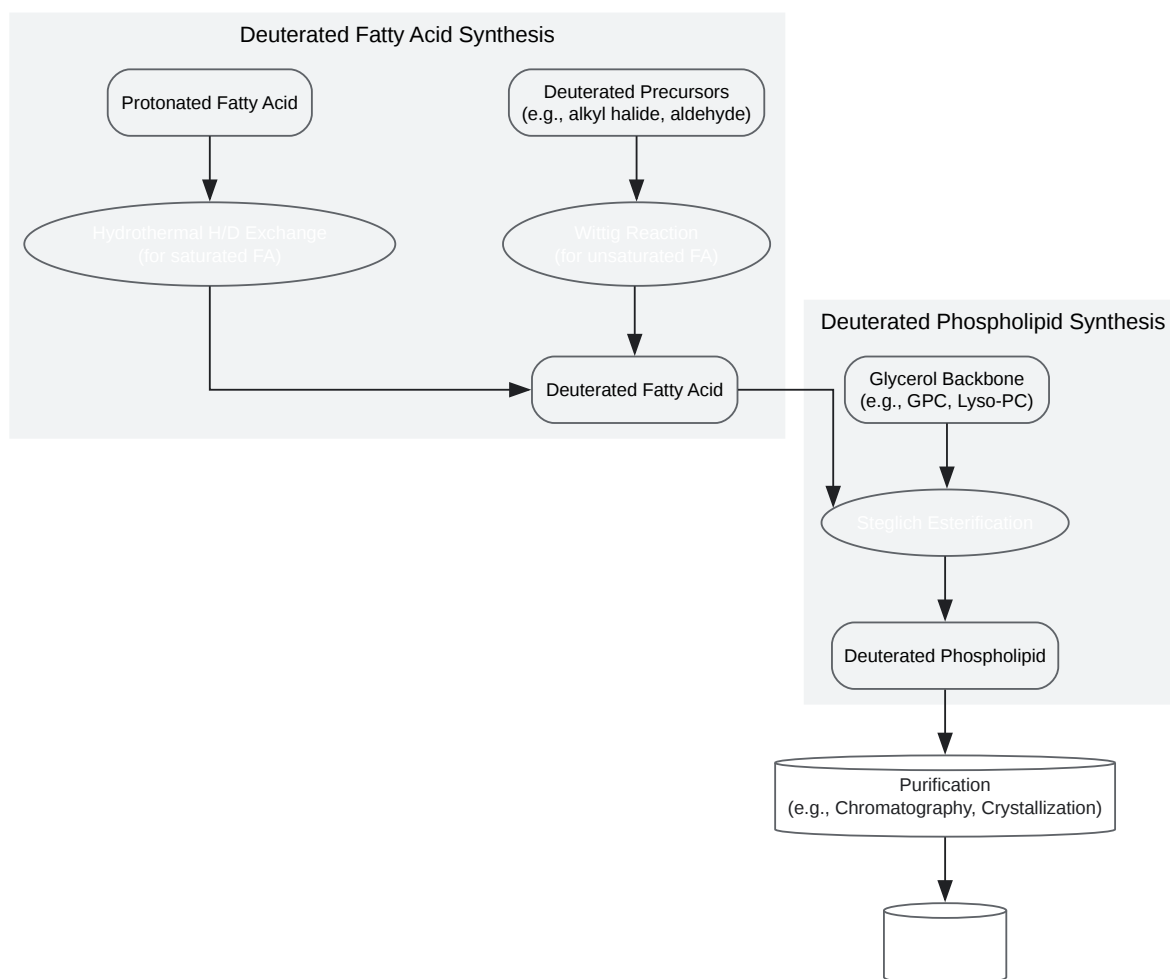 Deuterated Fatty Acid Synthesis
Protonated Fatty Acid
Deuterated Precursors
(e.g., alkyl halide, aldehyde)
Hydrothermal H/D Exchange
(for saturated FA)
Wittig Reaction
(for unsaturated FA)
Deuterated Fatty Acid
Deuterated Phospholipid Synthesis
Glycerol Backbone
(e.g., GPC, Lyso-PC)
Steglich Esterification
Deuterated Phospholipid
Purification
(e.g., Chromatography, Crystallization)